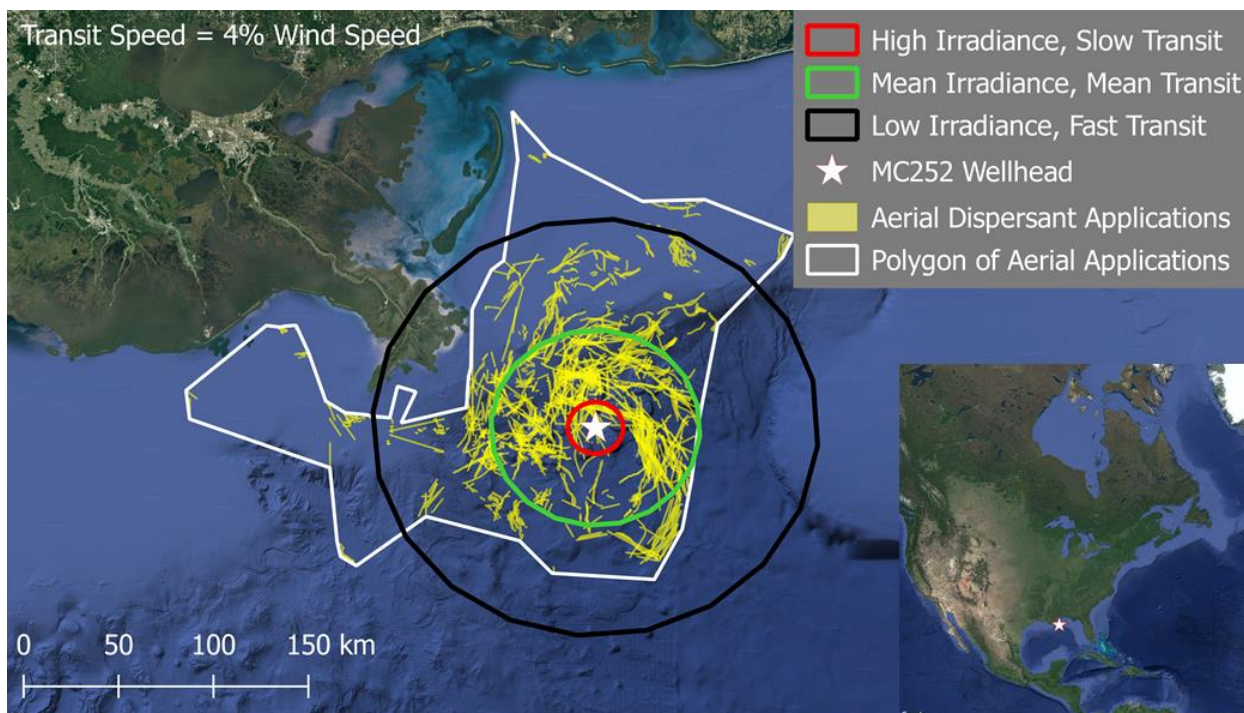 Transit Speed = 4% Wind Speed
High Irradiance, Slow Transit
Mean Irradiance, Mean Transit
Low Irradiance, Fast Transit
MC252 Wellhead
Aerial Dispersant Applications
Polygon of Aerial Applications
0 50 100 150 km